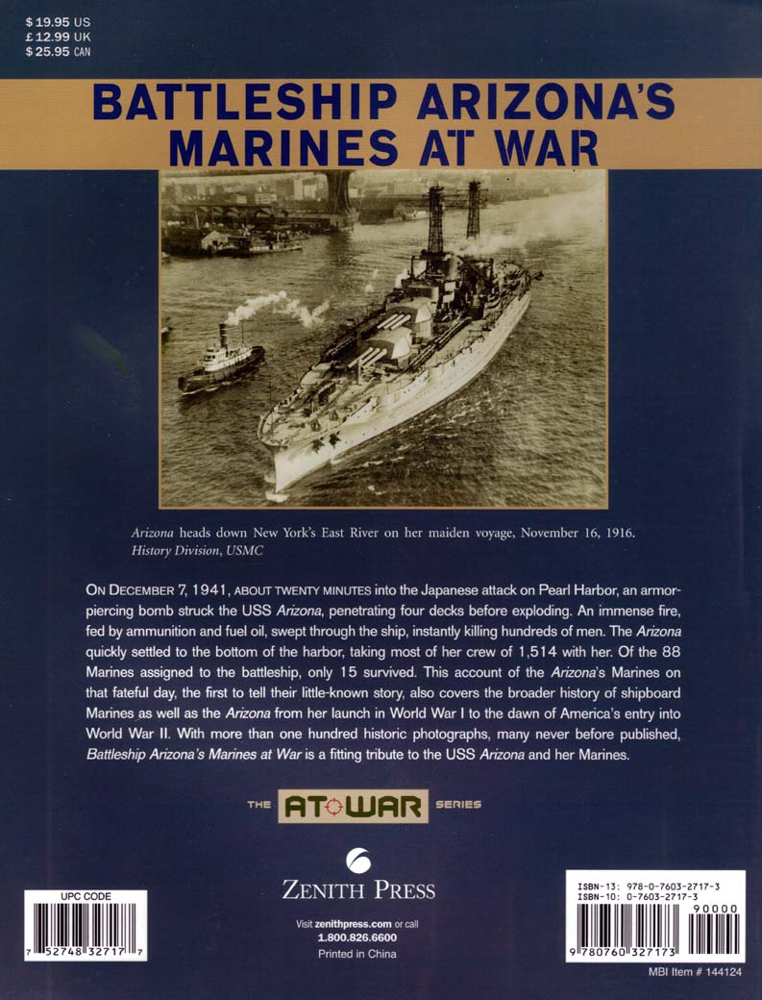 $19.95 US
£12.99 UK
$25.95 CAN
BATTLESHIP ARIZONA'S
MARINES AT WAR
Arizona heads down New York's East River on her maiden voyage, November 16, 1916.
History Division, USMC
ON DECEMBER 7, 1941, ABOUT TWENTY MINUTES into the Japanese attack on Pearl Harbor, an armor-
piercing bomb struck the USS Arizona, penetrating four decks before exploding. An immense fire,
fed by ammunition and fuel oil, swept through the ship, instantly killing hundreds of men. The Arizona
quickly settled to the bottom of the harbor, taking most of her crew of 1,514 with her. Of the 88
Marines assigned to the battleship, only 15 survived. This account of the Arizona's Marines on
that fateful day, the first to tell their little-known story, also covers the broader history of shipboard
Marines as well as the Arizona from her launch in World War I to the dawn of America's entry into
World War II. With more than one hundred historic photographs, many never before published,
Battleship Arizona's Marines at War is a fitting tribute to the USS Arizona and her Marines.
THE AT WAR SERIES
ZENITH PRESS
Visit zenithpress.com or call
1.800.826.6600
Printed in China
UPC CODE
7 52748 32717 7
ISBN-13: 978-0-7603-2717-3
ISBN-10: 0-7603-2717-3
90000
9 780760 327173
MBI Item # 144124